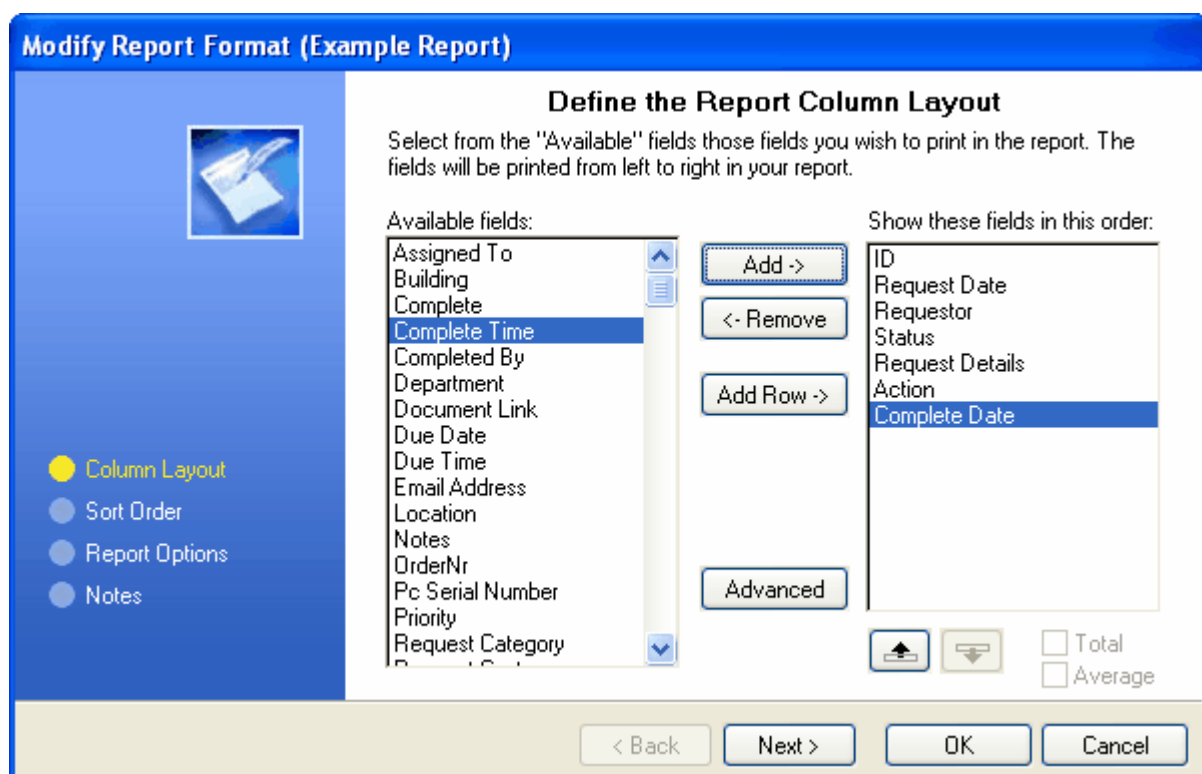 Modify Report Format (Example Report)
Define the Report Column Layout
Select from the "Available" fields those fields you wish to print in the report. The
fields will be printed from left to right in your report.
Available fields:
Assigned To
Building
Complete
Complete Time
Completed By
Department
Document Link
Due Date
Due Time
Email Address
Location
Notes
OrderNr
Pc Serial Number
Priority
Request Category
Add ->
<- Remove
Add Row ->
Advanced
Show these fields in this order:
ID
Request Date
Requestor
Status
Request Details
Action
Complete Date
Total
Average
Column Layout
Sort Order
Report Options
Notes
< Back
Next >
OK
Cancel